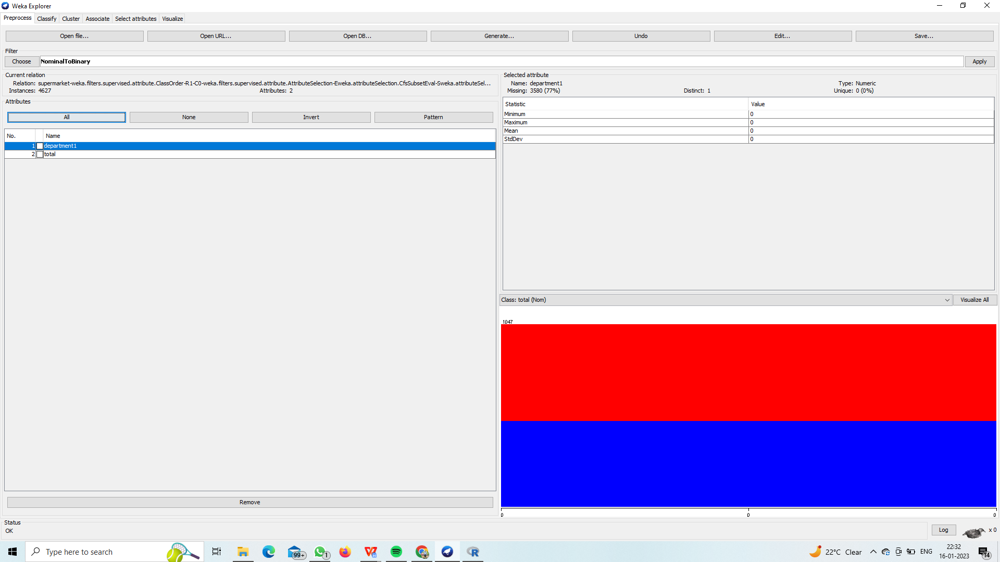 Weka Explorer
Preprocess Classify Cluster Associate Select attributes Visualize
Open file... Open URL... Open DB... Generate... Undo Edit... Save...
Filter
Choose NominalToBinary Apply
Current relation
Relation: supermarket-weka.filters.supervised.attribute.ClassOrder-R1-C0-weka.filters.supervised.attribute.AttributeSelection-Eweka.attributeSelection.CfsSubsetEval-Sweka.attributeSel...
Instances: 4627 Attributes: 2
Selected attribute
Name: department1 Type: Numeric
Missing: 3580 (77%) Distinct: 1 Unique: 0 (0%)
Attributes
All None Invert Pattern
No. Name
1 department1
2 total
Remove
Statistic Value
Minimum 0
Maximum 0
Mean 0
StdDev 0
Class: total (Nom) Visualize All
1047
0 0 0
Status
OK
Log x 0
Type here to search
99+
1
22°C Clear
ENG
22:32
16-01-2023
14